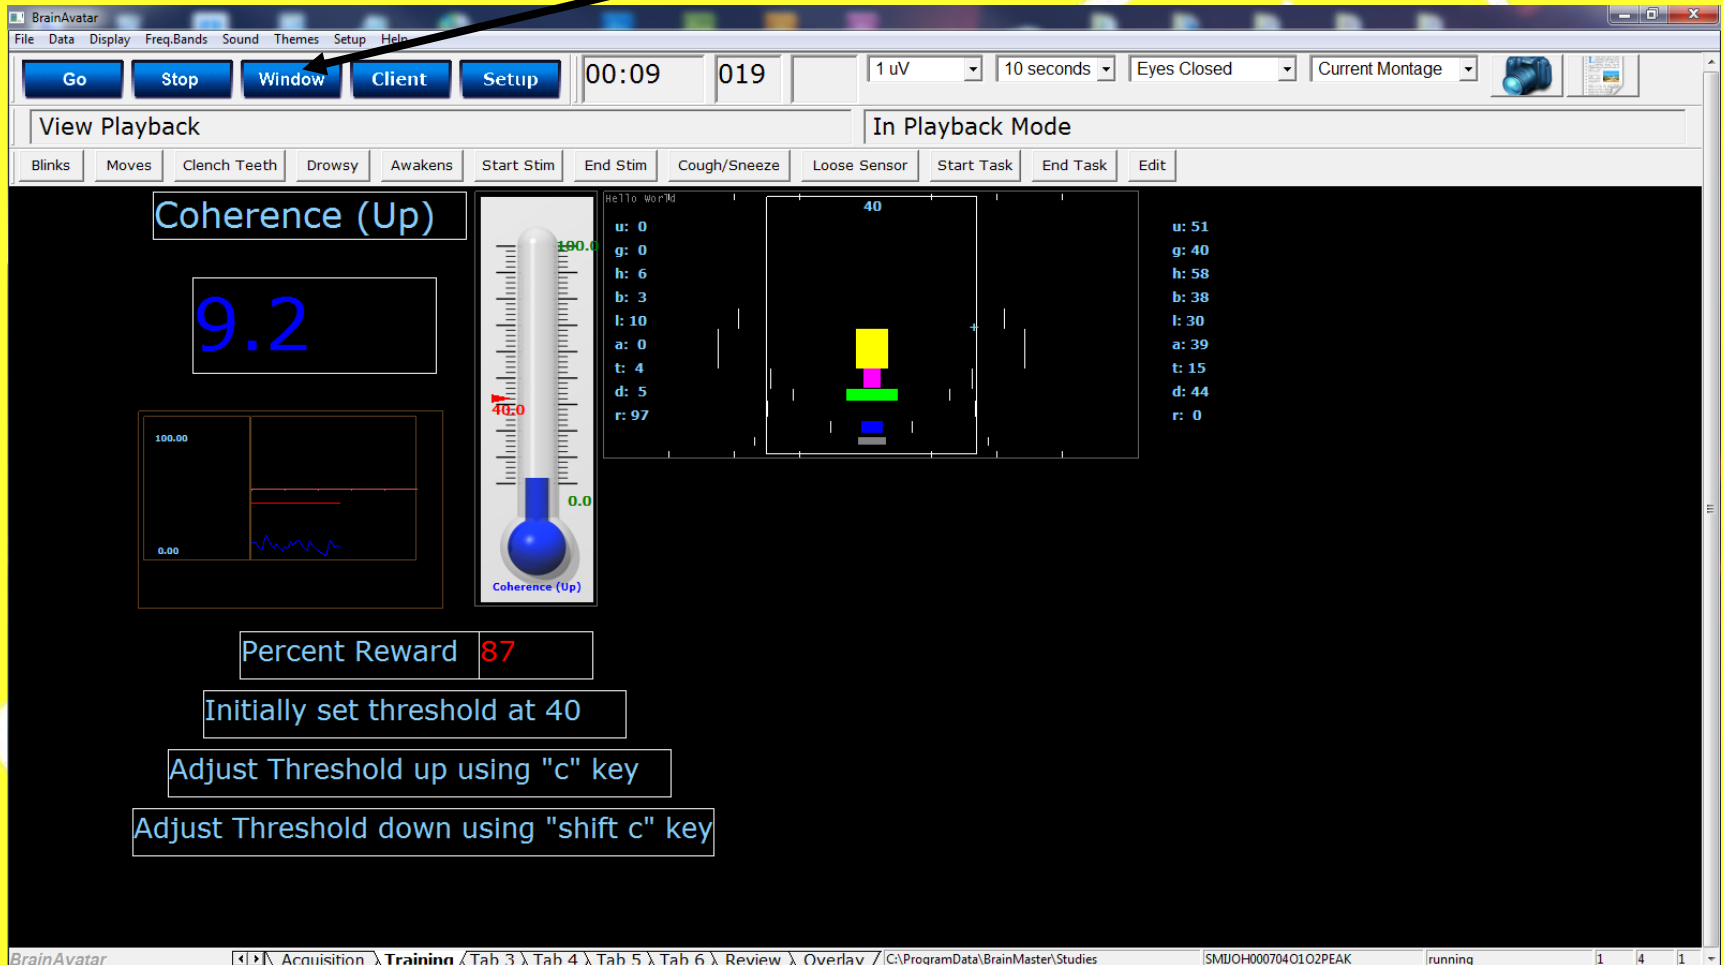 BrainAvatar
File Data Display Freq.Bands Sound Themes Setup Help
Go Stop Window Client Setup 00:09 019 1 uV 10 seconds Eyes Closed Current Montage
View Playback In Playback Mode
Blinks Moves Clench Teeth Drowsy Awakens Start Stim End Stim Cough/Sneeze Loose Sensor Start Task End Task Edit
Coherence (Up)
9.2
100.00
0.00
100.0
40.0
0.0
Coherence (Up)
Hello World
40
u: 0
g: 0
h: 6
b: 3
l: 10
a: 0
t: 4
d: 5
r: 97
u: 51
g: 40
h: 58
b: 38
l: 30
a: 39
t: 15
d: 44
r: 0
Percent Reward 87
Initially set threshold at 40
Adjust Threshold up using "c" key
Adjust Threshold down using "shift c" key
BrainAvatar Acquisition Training Tab 3 Tab 4 Tab 5 Tab 6 Review Overlay C:\ProgramData\BrainMaster\Studies SMIJOH000704O1O2PEAK running 1 4 1